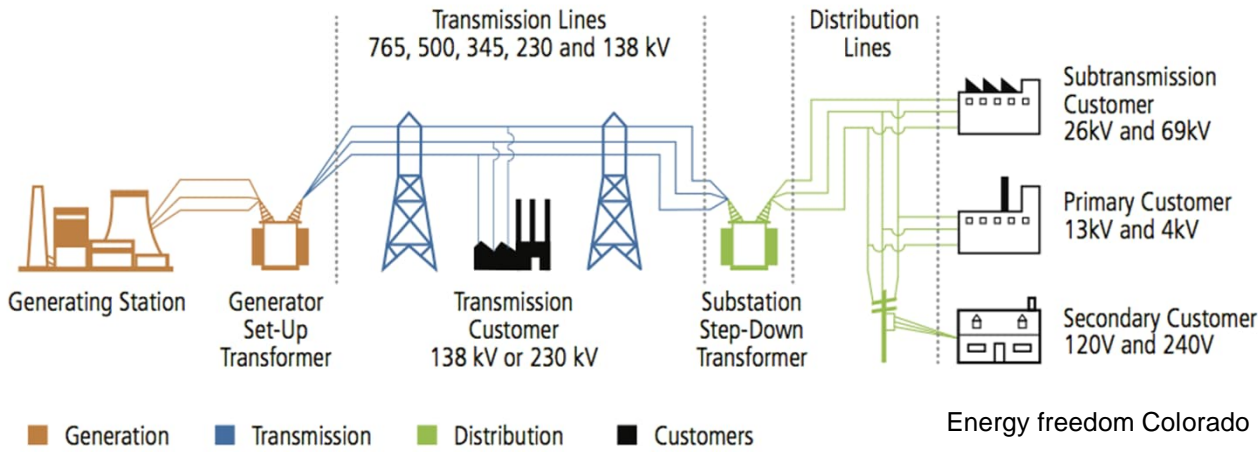 Transmission Lines
765, 500, 345, 230 and 138 kV
Distribution
Lines
Subtransmission
Customer
26kV and 69kV
Primary Customer
13kV and 4kV
Secondary Customer
120V and 240V
Generating Station
Generator
Set-Up
Transformer
Transmission
Customer
138 kV or 230 kV
Substation
Step-Down
Transformer
Generation
Transmission
Distribution
Customers
Energy freedom Colorado